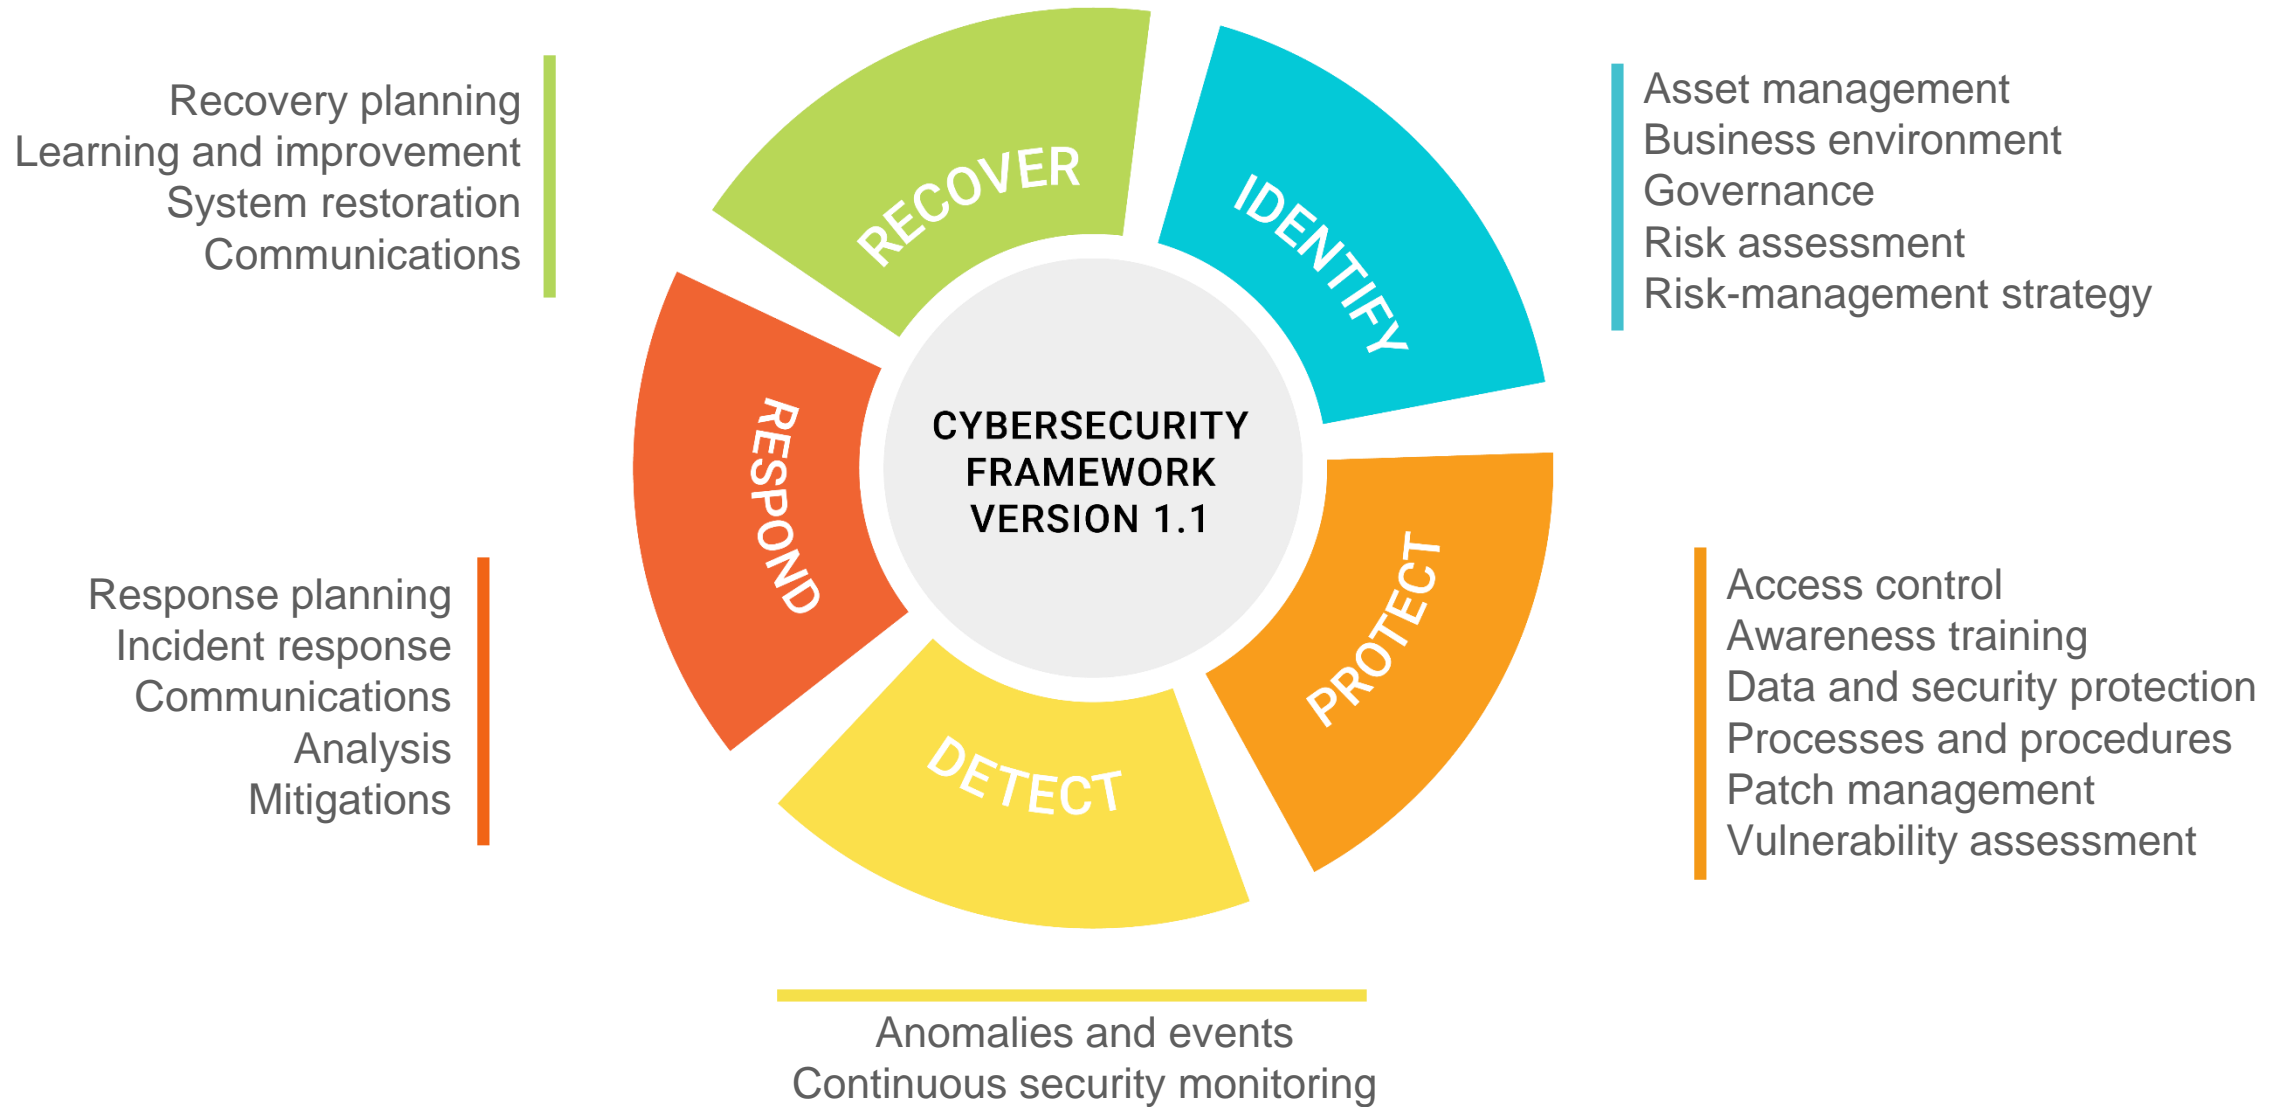 Recovery planning
Learning and improvement
System restoration
Communications
RECOVER
IDENTIFY
Asset management
Business environment
Governance
Risk assessment
Risk-management strategy
CYBERSECURITY
FRAMEWORK
VERSION 1.1
RESPOND
Response planning
Incident response
Communications
Analysis
Mitigations
PROTECT
Access control
Awareness training
Data and security protection
Processes and procedures
Patch management
Vulnerability assessment
DETECT
Anomalies and events
Continuous security monitoring